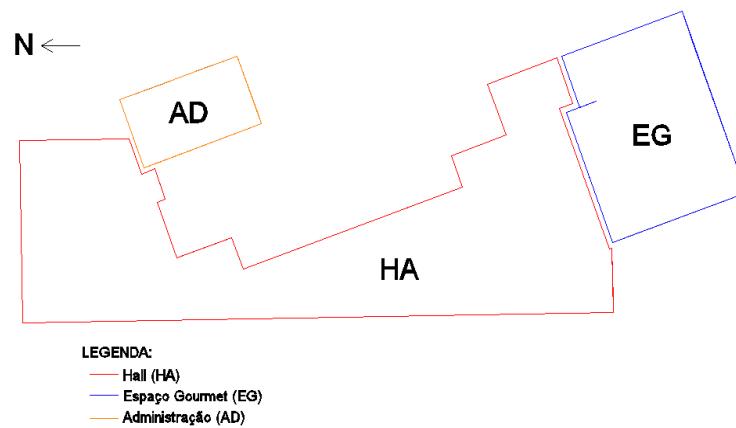 N
AD
EG
HA
LEGENDA:
Hall (HA)
Espaço Gourmet (EG)
Administração (AD)